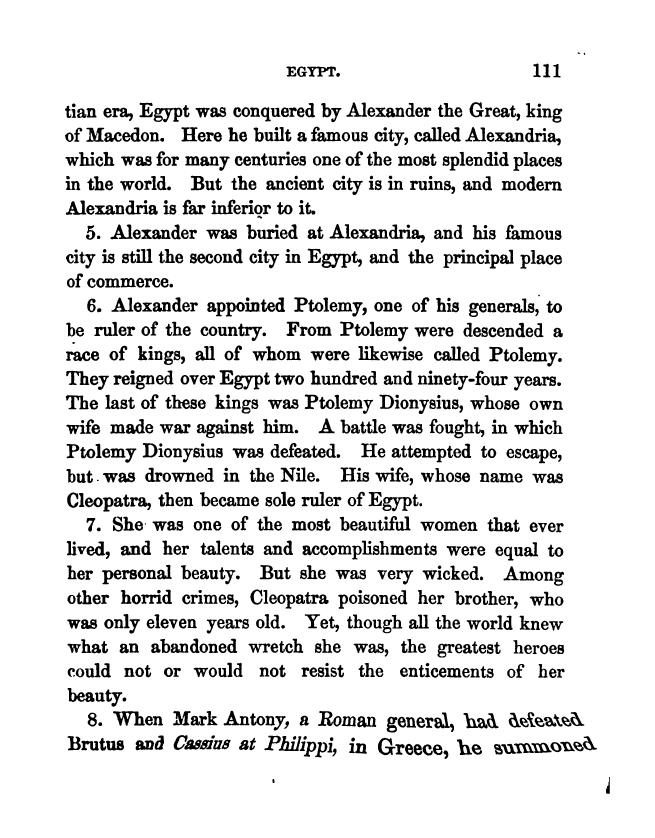 EGYPT. 111
tian era, Egypt was conquered by Alexander the Great, king
of Macedon. Here he built a famous city, called Alexandria,
which was for many centuries one of the most splendid places
in the world. But the ancient city is in ruins, and modern
Alexandria is far inferior to it.
5. Alexander was buried at Alexandria, and his famous
city is still the second city in Egypt, and the principal place
of commerce.
6. Alexander appointed Ptolemy, one of his generals, to
be ruler of the country. From Ptolemy were descended a
race of kings, all of whom were likewise called Ptolemy.
They reigned over Egypt two hundred and ninety-four years.
The last of these kings was Ptolemy Dionysius, whose own
wife made war against him. A battle was fought, in which
Ptolemy Dionysius was defeated. He attempted to escape,
but was drowned in the Nile. His wife, whose name was
Cleopatra, then became sole ruler of Egypt.
7. She was one of the most beautiful women that ever
lived, and her talents and accomplishments were equal to
her personal beauty. But she was very wicked. Among
other horrid crimes, Cleopatra poisoned her brother, who
was only eleven years old. Yet, though all the world knew
what an abandoned wretch she was, the greatest heroes
could not or would not resist the enticements of her
beauty.
8. When Mark Antony, a Roman general, had defeated
Brutus and Cassius at Philippi, in Greece, he summoned